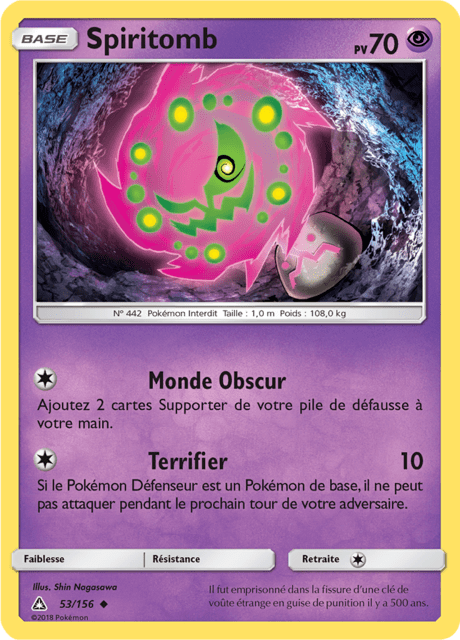 BASE Spiritomb PV 70
N° 442 Pokémon Interdit Taille : 1,0 m Poids : 108,0 kg
Monde Obscur
Ajoutez 2 cartes Supporter de votre pile de défausse à
votre main.
Terrifier 10
Si le Pokémon Défenseur est un Pokémon de base, il ne peut
pas attaquer pendant le prochain tour de votre adversaire.
Faiblesse Résistance Retraite
Illus. Shin Nagasawa
53/156
©2018 Pokémon
Il fut emprisonné dans la fissure d'une clé de
voûte étrange en guise de punition il y a 500 ans.